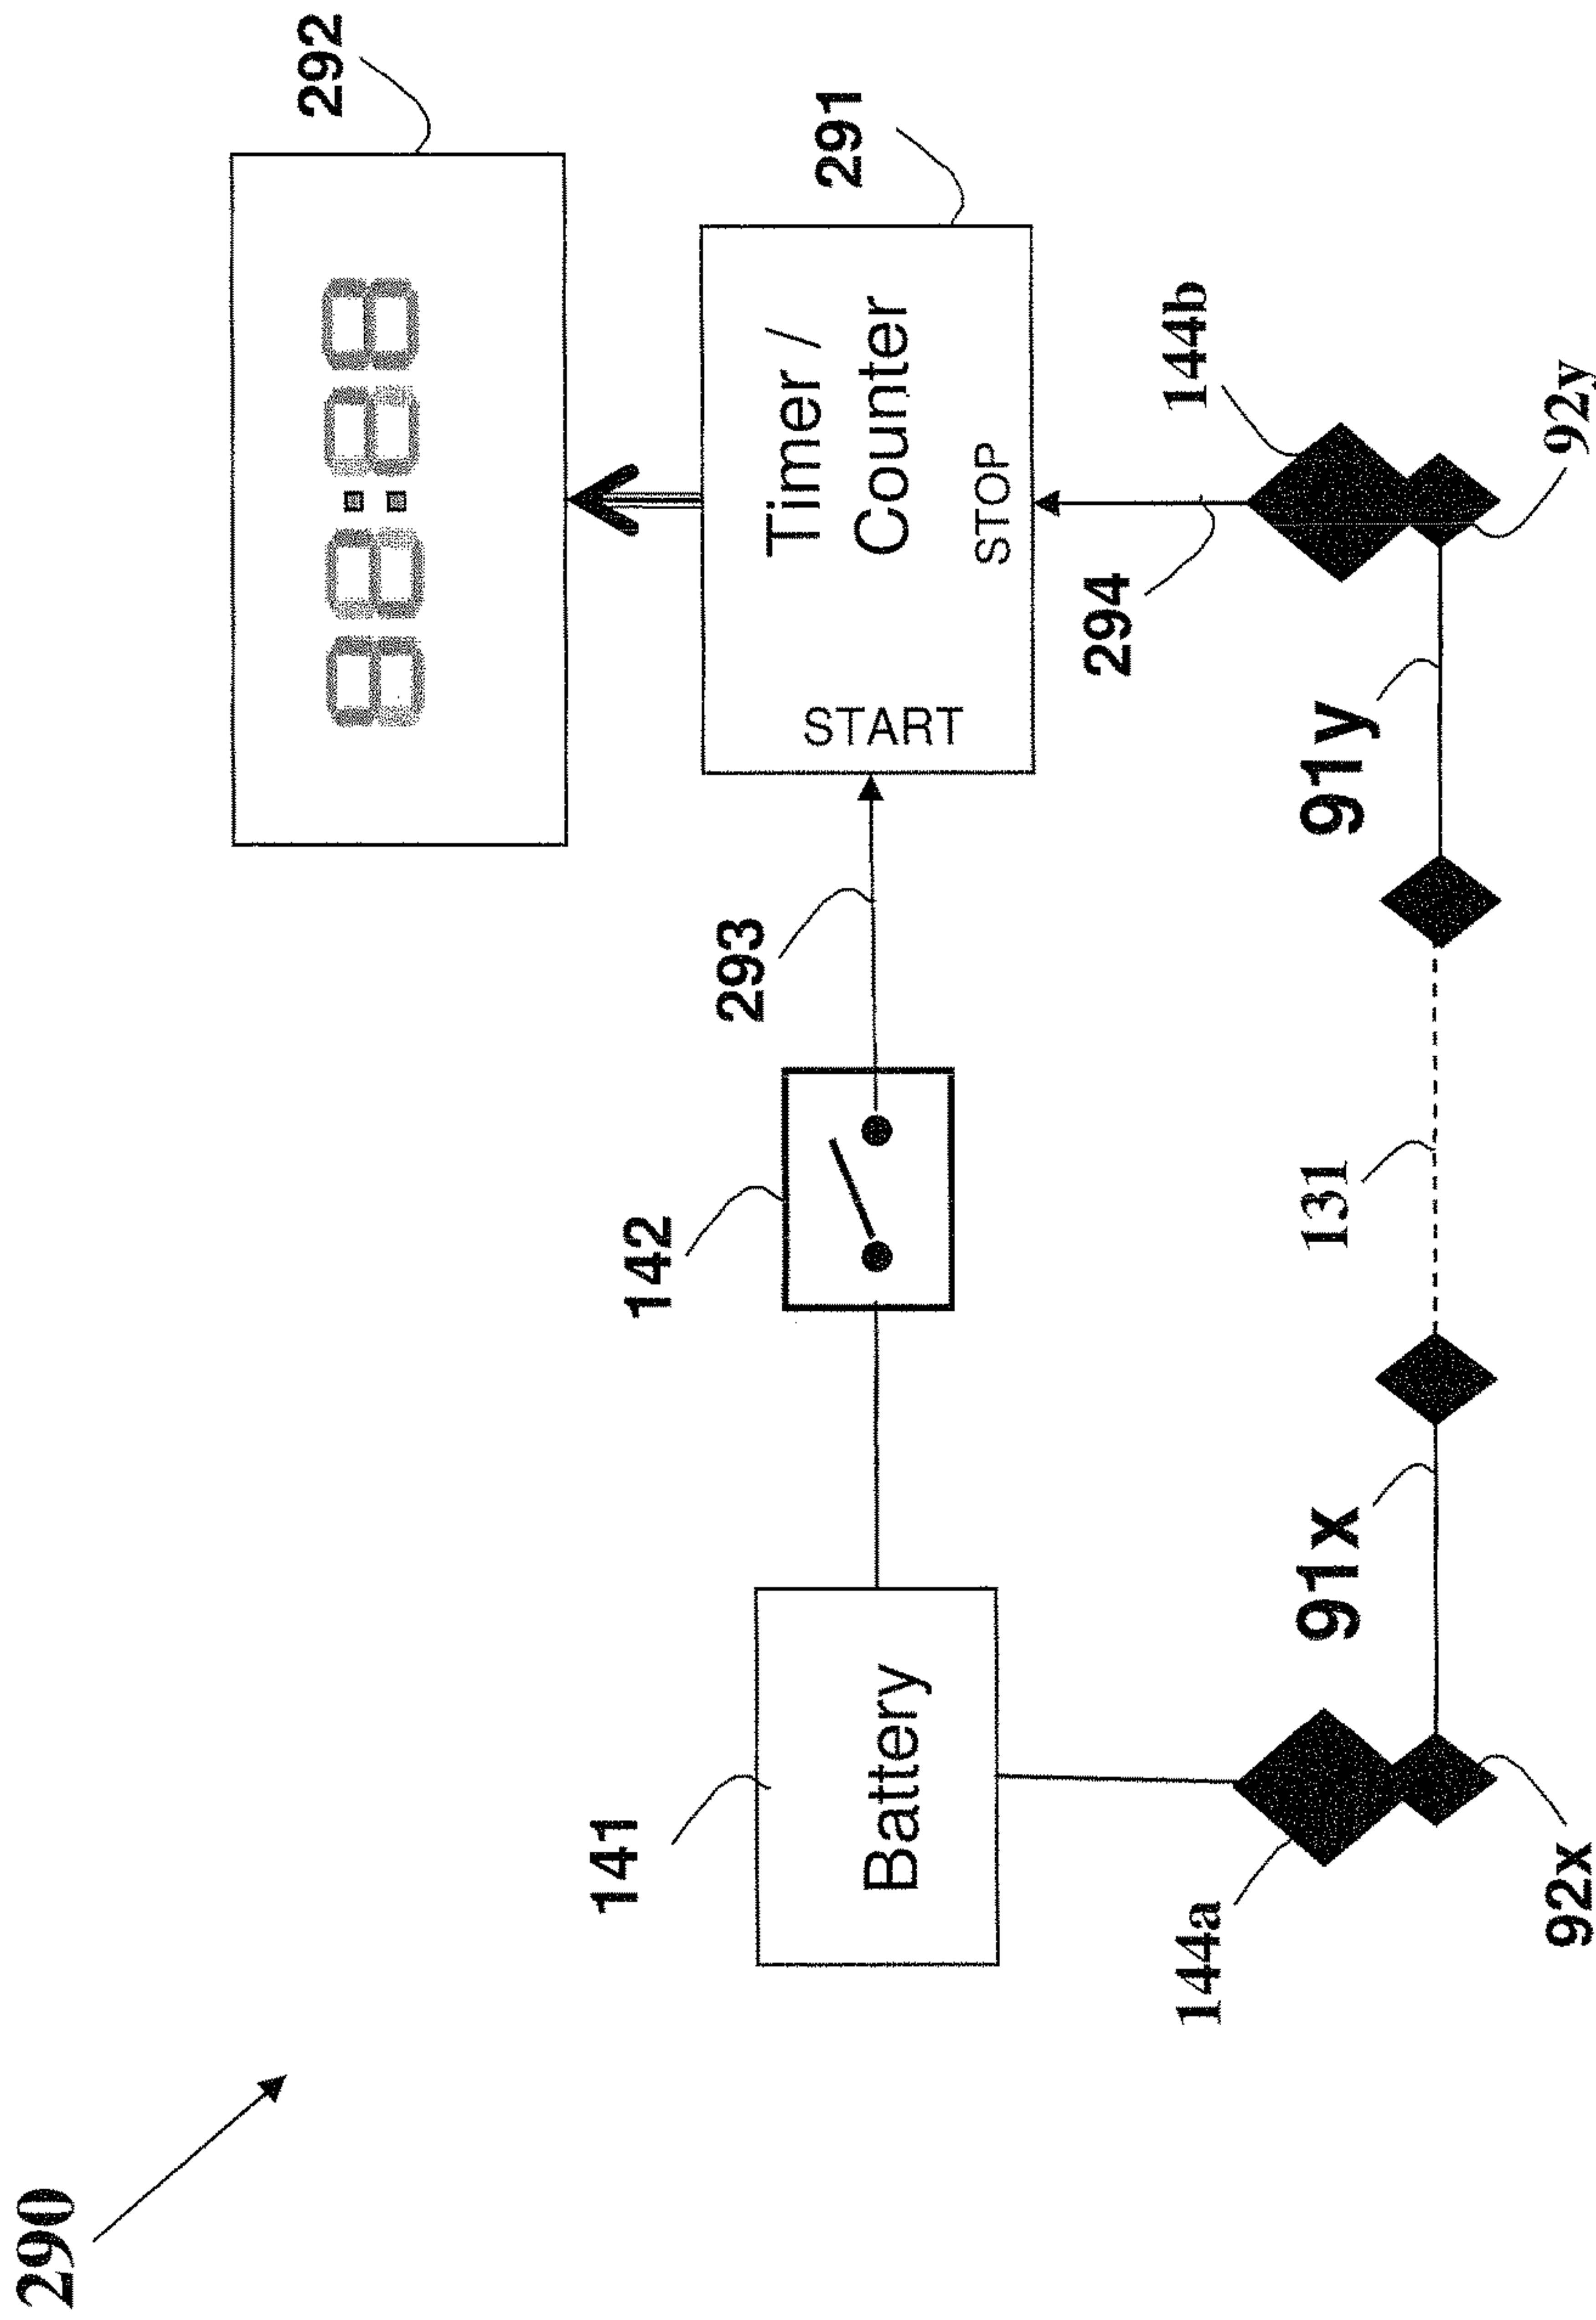 290
292
88:88
291
Timer /
Counter
START
STOP
293
142
141
Battery
294
144b
91y
131
91x
144a
92x
92y